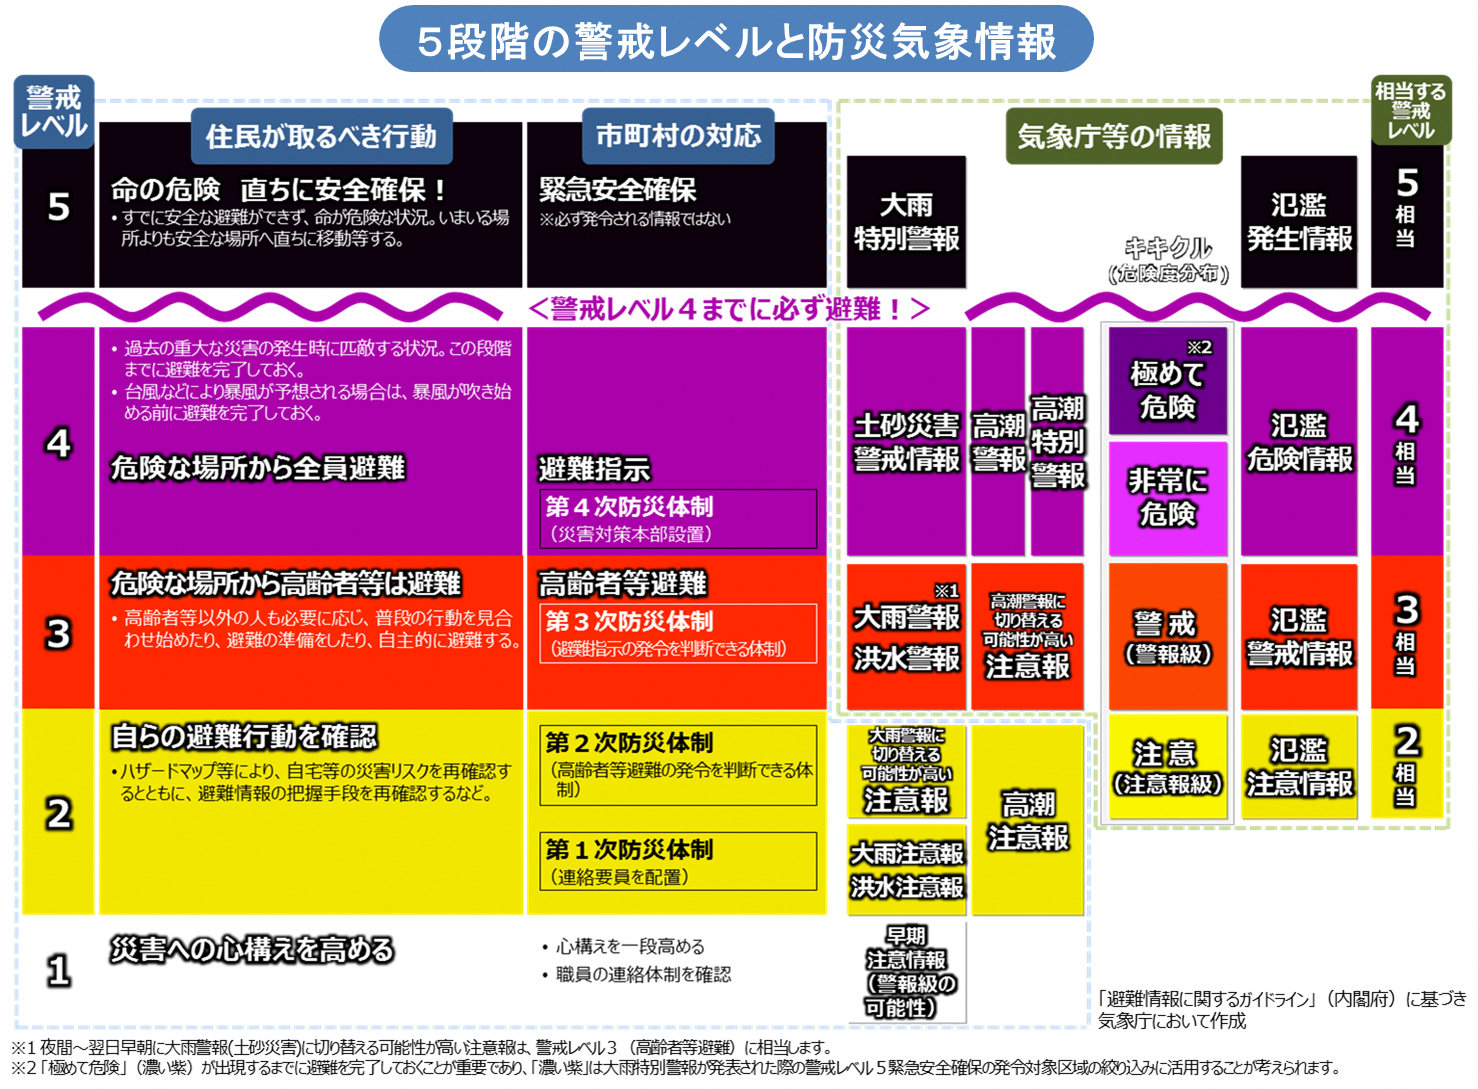 ５段階の警戒レベルと防災気象情報
警戒
レベル
住民が取るべき行動
市町村の対応
気象庁等の情報
相当する
警戒
レベル
5
命の危険 直ちに安全確保！
・すでに安全な避難ができず、命が危険な状況。いまいる場
所よりも安全な場所へ直ちに移動等する。
緊急安全確保
※必ず発令される情報ではない
大雨
特別警報
キキクル
(危険度分布)
氾濫
発生情報
5
相
当
＜警戒レベル４までに必ず避難！＞
4
・過去の重大な災害の発生時に匹敵する状況。この段階
までに避難を完了しておく。
・台風などにより暴風が予想される場合は、暴風が吹き始
める前に避難を完了しておく。
危険な場所から全員避難
避難指示
第４次防災体制
（災害対策本部設置）
土砂災害
警戒情報
高潮
警報
高潮
特別
警報
※2
極めて
危険
非常に
危険
氾濫
危険情報
4
相
当
3
危険な場所から高齢者等は避難
・高齢者等以外の人も必要に応じ、普段の行動を見合
わせ始めたり、避難の準備をしたり、自主的に避難する。
高齢者等避難
第３次防災体制
（避難指示の発令を判断できる体制）
※1
大雨警報
洪水警報
高潮警報に
切り替える
可能性が高い
注意報
警戒
（警報級）
氾濫
警戒情報
3
相
当
2
自らの避難行動を確認
・ハザードマップ等により、自宅等の災害リスクを再確認す
るとともに、避難情報の把握手段を再確認するなど。
第２次防災体制
（高齢者等避難の発令を判断できる体
制）
第１次防災体制
（連絡要員を配置）
大雨警報に
切り替える
可能性が高い
注意報
大雨注意報
洪水注意報
高潮
注意報
注意
（注意報級）
氾濫
注意情報
2
相
当
1
災害への心構えを高める
・心構えを一段高める
・職員の連絡体制を確認
早期
注意情報
（警報級の
可能性）
「避難情報に関するガイドライン」（内閣府）に基づき
気象庁において作成
※1 夜間～翌日早朝に大雨警報(土砂災害)に切り替える可能性が高い注意報は、警戒レベル３（高齢者等避難）に相当します。
※2 「極めて危険」（濃い紫）が出現するまでに避難を完了しておくことが重要であり、「濃い紫」は大雨特別警報が発表された際の警戒レベル５緊急安全確保の発令対象区域の絞り込みに活用することが考えられます。